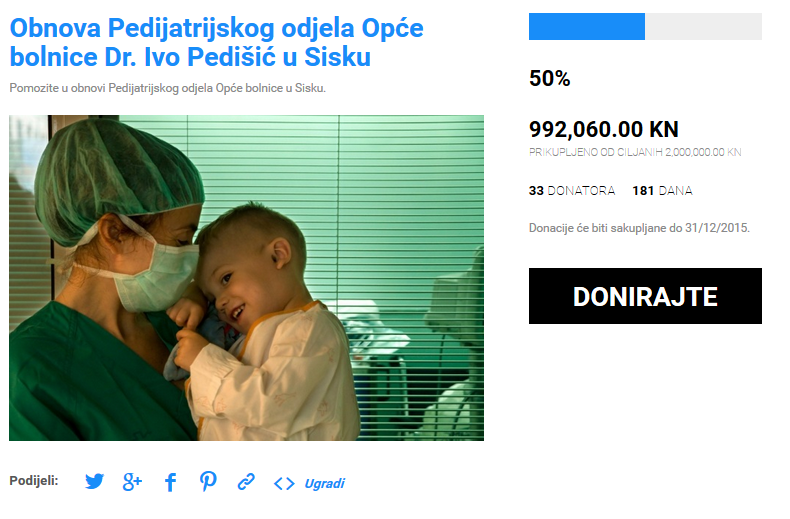 Obnova Pedijatrijskog odjela Opće
bolnice Dr. Ivo Pedišić u Sisku
Pomozite u obnovi Pedijatrijskog odjela Opće bolnice u Sisku.
50%
992,060.00 KN
PRIKUPLJENO OD CILJANIH 2,000,000.00 KN
33 DONATORA 181 DANA
Donacije će biti sakupljane do 31/12/2015.
DONIRAJTE
Podijeli: g+ Ugradi